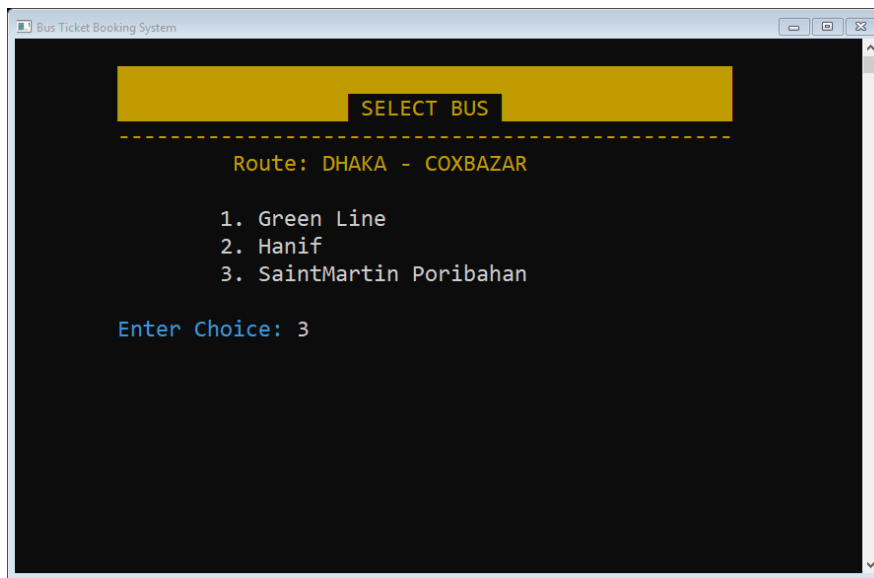 Bus Ticket Booking System
SELECT BUS
------------------------------------------------
Route: DHAKA - COXBAZAR
1. Green Line
2. Hanif
3. SaintMartin Poribahan
Enter Choice: 3